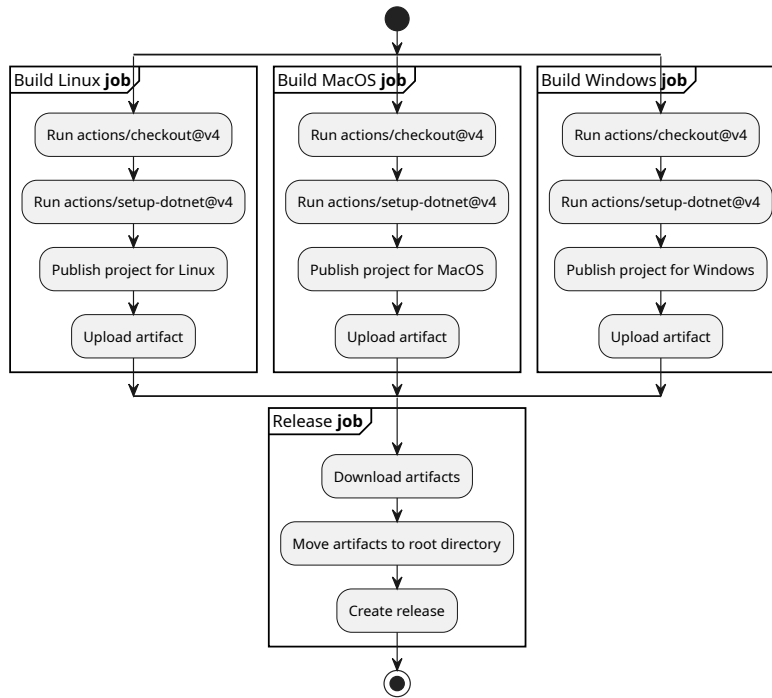 Build Linux job
Run actions/checkout@v4
Run actions/setup-dotnet@v4
Publish project for Linux
Upload artifact
Build MacOS job
Run actions/checkout@v4
Run actions/setup-dotnet@v4
Publish project for MacOS
Upload artifact
Build Windows job
Run actions/checkout@v4
Run actions/setup-dotnet@v4
Publish project for Windows
Upload artifact
Release job
Download artifacts
Move artifacts to root directory
Create release